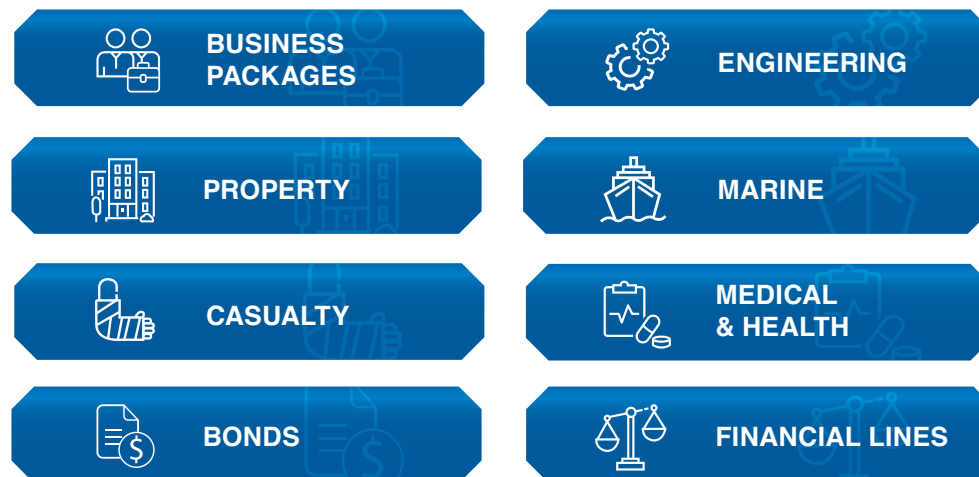 BUSINESS
PACKAGES
ENGINEERING
PROPERTY
MARINE
CASUALTY
MEDICAL
& HEALTH
BONDS
FINANCIAL LINES